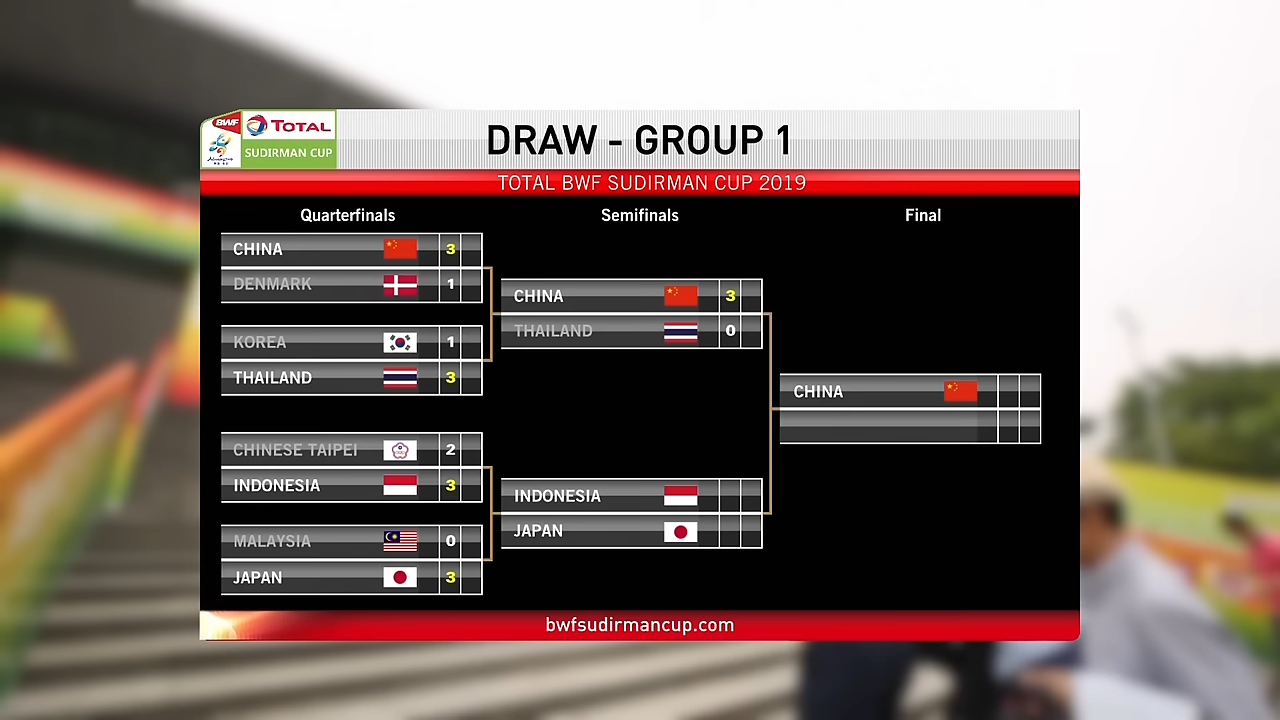 BWF
TOTAL
SUDIRMAN CUP
DRAW - GROUP 1
TOTAL BWF SUDIRMAN CUP 2019
Quarterfinals
CHINA 3
DENMARK 1
KOREA 1
THAILAND 3
CHINESE TAIPEI 2
INDONESIA 3
MALAYSIA 0
JAPAN 3
Semifinals
CHINA 3
THAILAND 0
INDONESIA
JAPAN
Final
CHINA
bwfsudirmancup.com